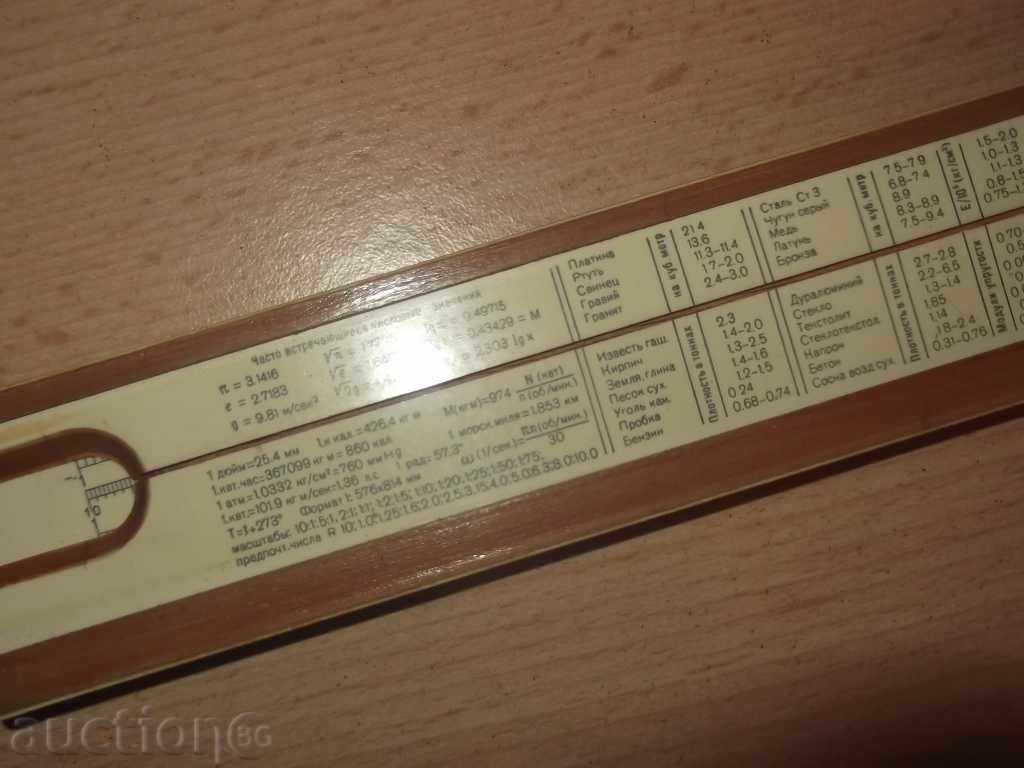 Часто встречающиеся числовые значения
π = 3.1416
e = 2.7183
g = 9.81 м/сек²
0.49715
0.43429 = M
2.303 lg x
1 дюйм=25.4 мм
1 к кал.=426.4 кг м
M(кгм)=974 N(квт) / n(об/мин.)
1.квт.час=367099 кг м= 860 ккал.
1 морск.миля=1.853 км
1 атм.=1.0332 кг/см²=760 мм Hg
1 рад=57,3°
ω(1/сек.)= πn(об/мин.) / 30
1.квт.=101.9 кг м/сек=1.36 л.с.
T=t+273°
Формат I: 576x814 мм
масштабы: 10:1;5:1; 2:1; 1:1; 1:2;1:5; 1:10; 1:20; 1:25;1:50; 1:75.
предпочт.числа R 10: 1.0;1.25;1.6;2.0;2.5;3.15;4.0;5.0;6.3;8.0;10.0
Платина
Ртуть
Свинец
Гравий
Гранит
на куб метр
21.4
13.6
11.3-11.4
1.7-2.0
2.4-3.0
Сталь Ст 3
Чугун серый
Медь
Латунь
Бронза
на куб метр
7.5-7.9
6.8-7.4
8.9
8.3-8.9
7.5-9.4
1.5-2.0
1.0-1.3
1.1-1.3
Известь гаш.
Кирпич
Земля, глина
Песок сух.
Уголь кам.
Пробка
Бензин
Плотность в тоннах
2.3
1.4-2.0
1.3-2.5
1.4-1.6
1.2-1.5
0.24
0.68-0.74
Дуралюминий
Стекло
Текстолит
Стеклотекстол.
Капрон
Бетон
Сосна возд. сух.
Плотность в тоннах
2.7-2.8
2.2-6.5
1.3-1.4
1.85
1.14
1.8-2.4
0.31-0.76
Модуля упругости
0.70
10
1
auction.BG